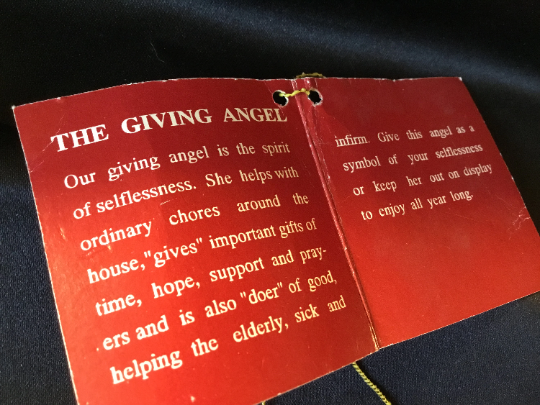 THE GIVING ANGEL
Our giving angel is the spirit
of selflessness. She helps with
ordinary chores around the
house,"gives" important gifts of
time, hope, support and pray-
ers and is also "doer" of good,
helping the elderly, sick and
infirm. Give this angel as a
symbol of your selflessness
or keep her out on display
to enjoy all year long.